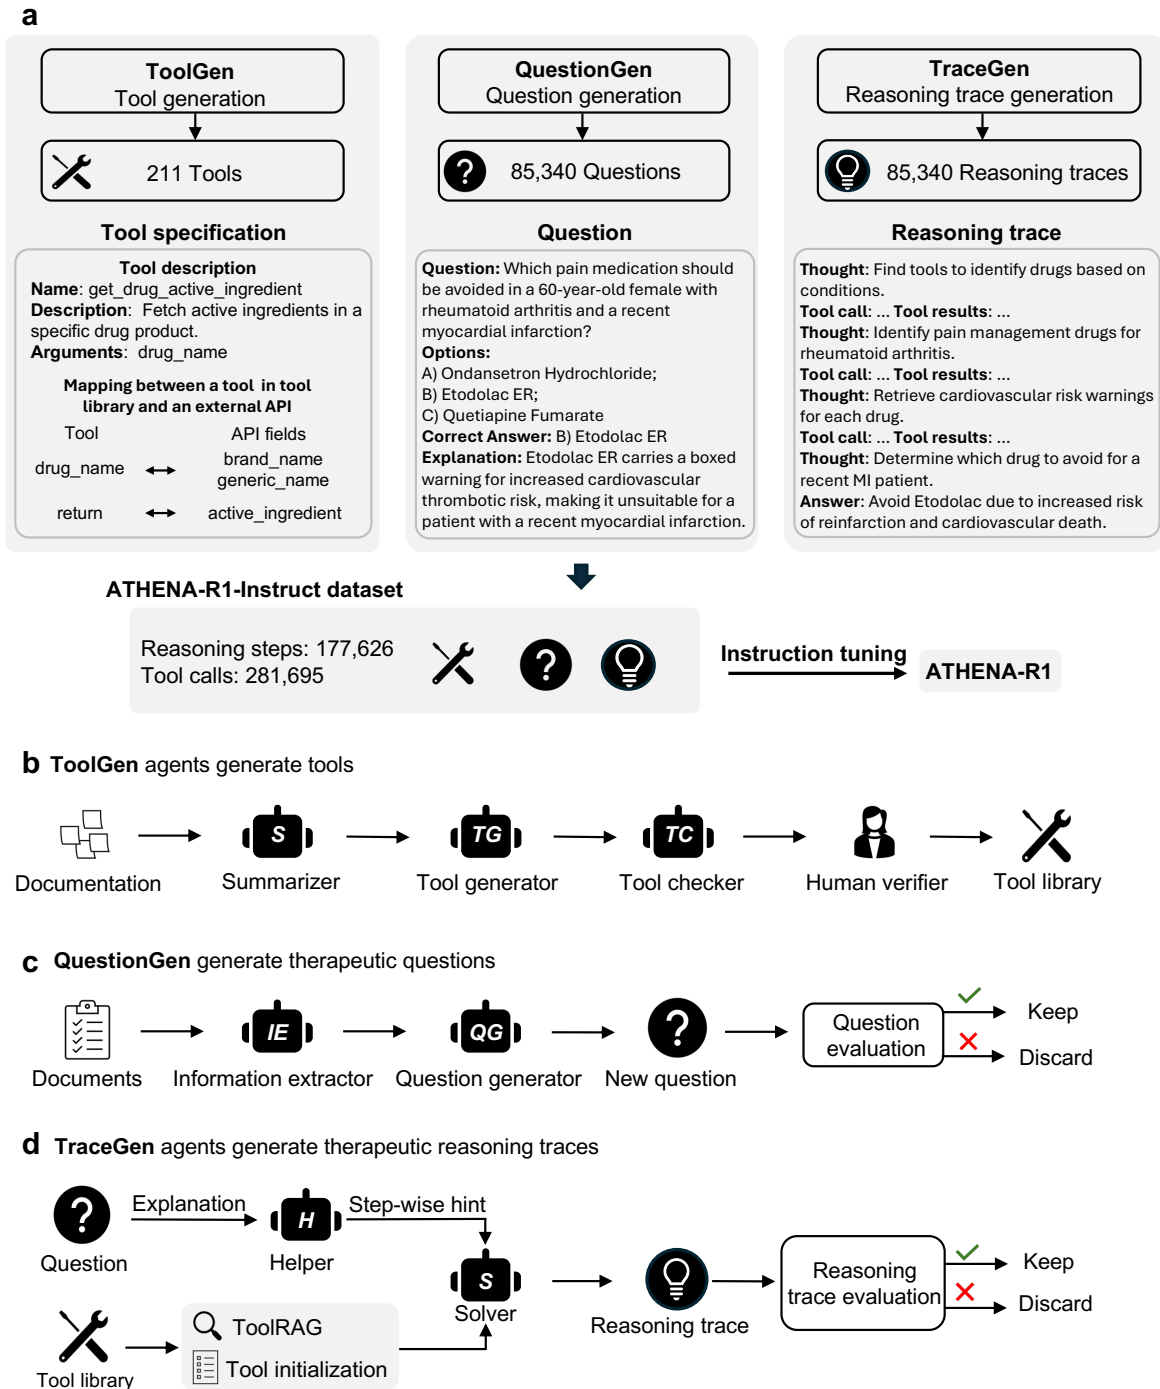 a
ToolGen
Tool generation
211 Tools
Tool specification
Tool description
Name: get_drug_active_ingredient
Description: Fetch active ingredients in a
specific drug product.
Arguments: drug_name
Mapping between a tool in tool
library and an external API
Tool API fields
drug_name brand_name
generic_name
return active_ingredient
QuestionGen
Question generation
?
85,340 Questions
Question
Question: Which pain medication should
be avoided in a 60-year-old female with
rheumatoid arthritis and a recent
myocardial infarction?
Options:
A) Ondansetron Hydrochloride;
B) Etodolac ER;
C) Quetiapine Fumarate
Correct Answer: B) Etodolac ER
Explanation: Etodolac ER carries a boxed
warning for increased cardiovascular
thrombotic risk, making it unsuitable for a
patient with a recent myocardial infarction.
TraceGen
Reasoning trace generation
85,340 Reasoning traces
Reasoning trace
Thought: Find tools to identify drugs based on
conditions.
Tool call: ... Tool results: ...
Thought: Identify pain management drugs for
rheumatoid arthritis.
Tool call: ... Tool results: ...
Thought: Retrieve cardiovascular risk warnings
for each drug.
Tool call: ... Tool results: ...
Thought: Determine which drug to avoid for a
recent MI patient.
Answer: Avoid Etodolac due to increased risk
of reinfarction and cardiovascular death.
ATHENA-R1-Instruct dataset
Reasoning steps: 177,626
Tool calls: 281,695
?
Instruction tuning
ATHENA-R1
b ToolGen agents generate tools
S
TG
TC
Documentation
Summarizer
Tool generator
Tool checker
Human verifier
Tool library
c QuestionGen generate therapeutic questions
IE
QG
?
Documents
Information extractor
Question generator
New question
Question
evaluation
Keep
Discard
d TraceGen agents generate therapeutic reasoning traces
?
Question
Explanation
H
Helper
Step-wise hint
S
Solver
Tool library
ToolRAG
Tool initialization
Reasoning trace
Reasoning
trace evaluation
Keep
Discard